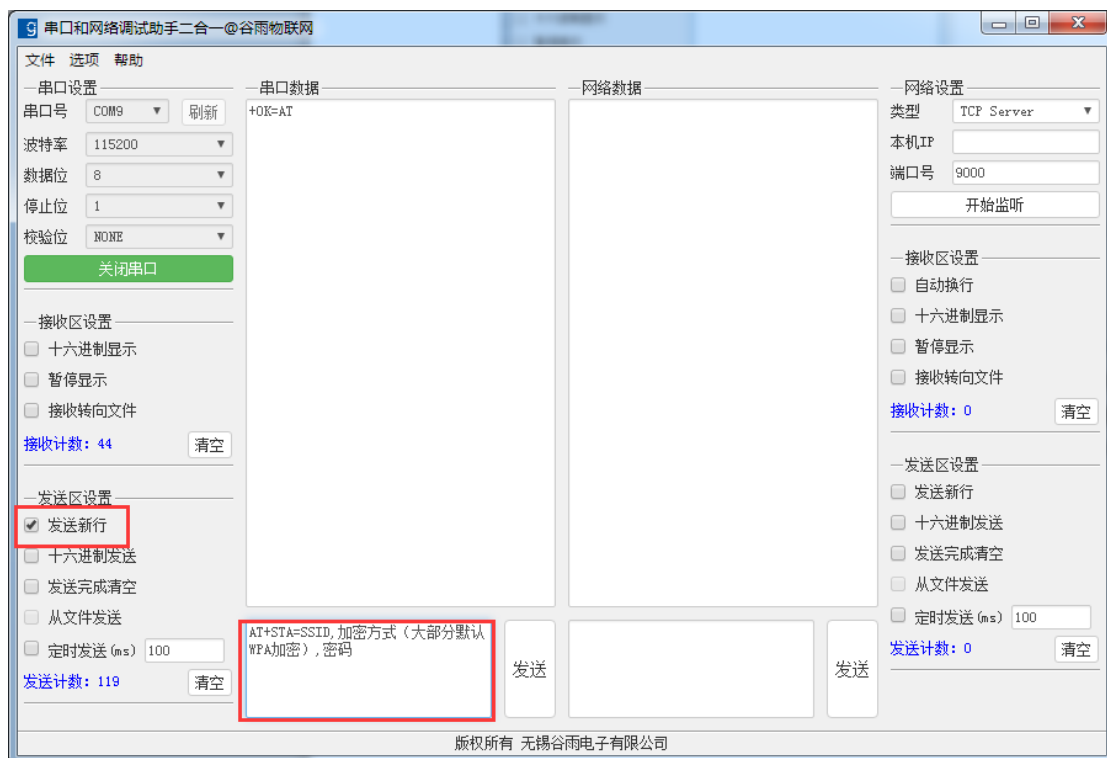 串口和网络调试助手二合一@谷雨物联网
文件 选项 帮助
串口设置
串口号 COM9 刷新
波特率 115200
数据位 8
停止位 1
校验位 NONE
关闭串口
接收区设置
十六进制显示
暂停显示
接收转向文件
接收计数: 44 清空
发送区设置
发送新行
十六进制发送
发送完成清空
从文件发送
定时发送(ms) 100
发送计数: 119 清空
串口数据
+OK=AT
AT+STA=SSID,加密方式（大部分默认
WPA加密）,密码
发送
网络数据
发送
网络设置
类型 TCP Server
本机IP
端口号 9000
开始监听
接收区设置
自动换行
十六进制显示
暂停显示
接收转向文件
接收计数: 0 清空
发送区设置
发送新行
十六进制发送
发送完成清空
从文件发送
定时发送(ms) 100
发送计数: 0 清空
版权所有 无锡谷雨电子有限公司